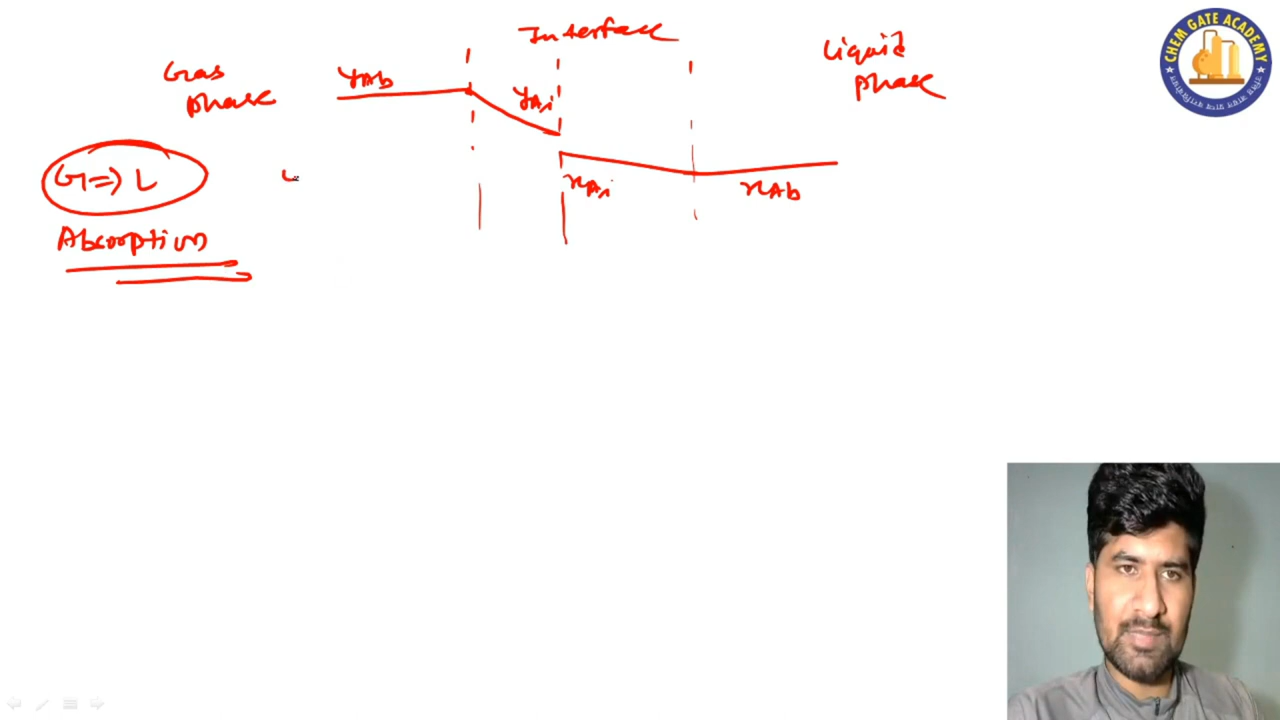 Interface
Liquid
phase
Gas
phase
yAb
yAi
G => L
xAi
xAb
Absorption
CHEM GATE ACADEMY